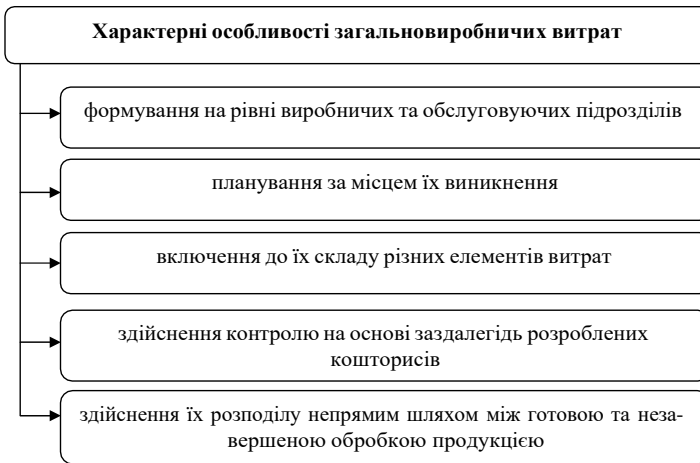 Характерні особливості загальновиробничих витрат
формування на рівні виробничих та обслуговуючих підрозділів
планування за місцем їх виникнення
включення до їх складу різних елементів витрат
здійснення контролю на основі заздалегідь розроблених
кошторисів
здійснення їх розподілу непрямим шляхом між готовою та неза-
вершеною обробкою продукцією